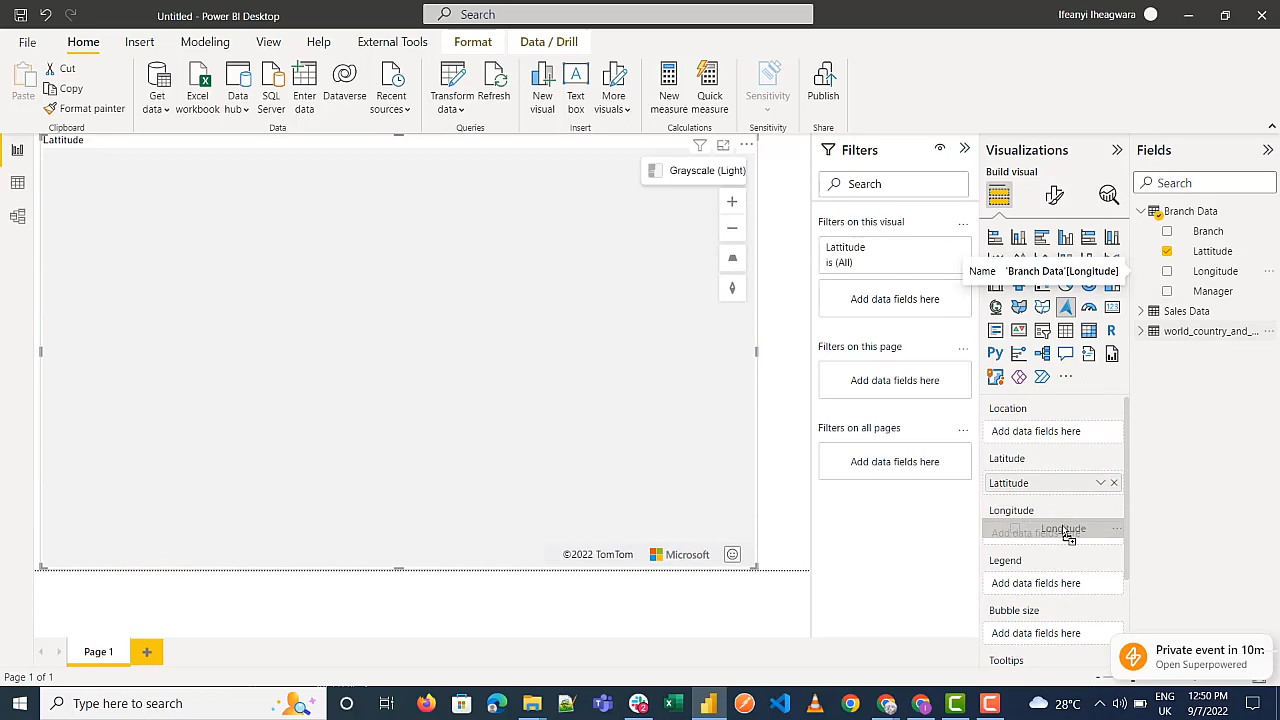 Untitled - Power BI Desktop
Search
Ifeanyi Iheagwara
File
Home
Insert
Modeling
View
Help
External Tools
Format
Data / Drill
Paste
Cut
Copy
Format painter
Clipboard
Get data
Excel workbook
Data hub
SQL Server
Enter data
Dataverse
Recent sources
Data
Transform data
Refresh
Queries
New visual
Text box
More visuals
Insert
New measure
Quick measure
Calculations
Sensitivity
Sensitivity
Publish
Share
Lattitude
Grayscale (Light)
©2022 TomTom
Microsoft
Filters
Search
Filters on this visual
Lattitude
is (All)
Add data fields here
Filters on this page
Add data fields here
Filters on all pages
Add data fields here
Visualizations
Build visual
Name 'Branch Data'[Longitude]
R
Py
123
Location
Add data fields here
Latitude
Lattitude
Longitude
Longitude
Add data fields here
Legend
Add data fields here
Bubble size
Add data fields here
Tooltips
Fields
Search
Branch Data
Branch
Lattitude
Longitude
Manager
Sales Data
world_country_and_...
Private event in 10m
Open Superpowered
Page 1
Page 1 of 1
Type here to search
28°C
ENG
UK
12:50 PM
9/7/2022